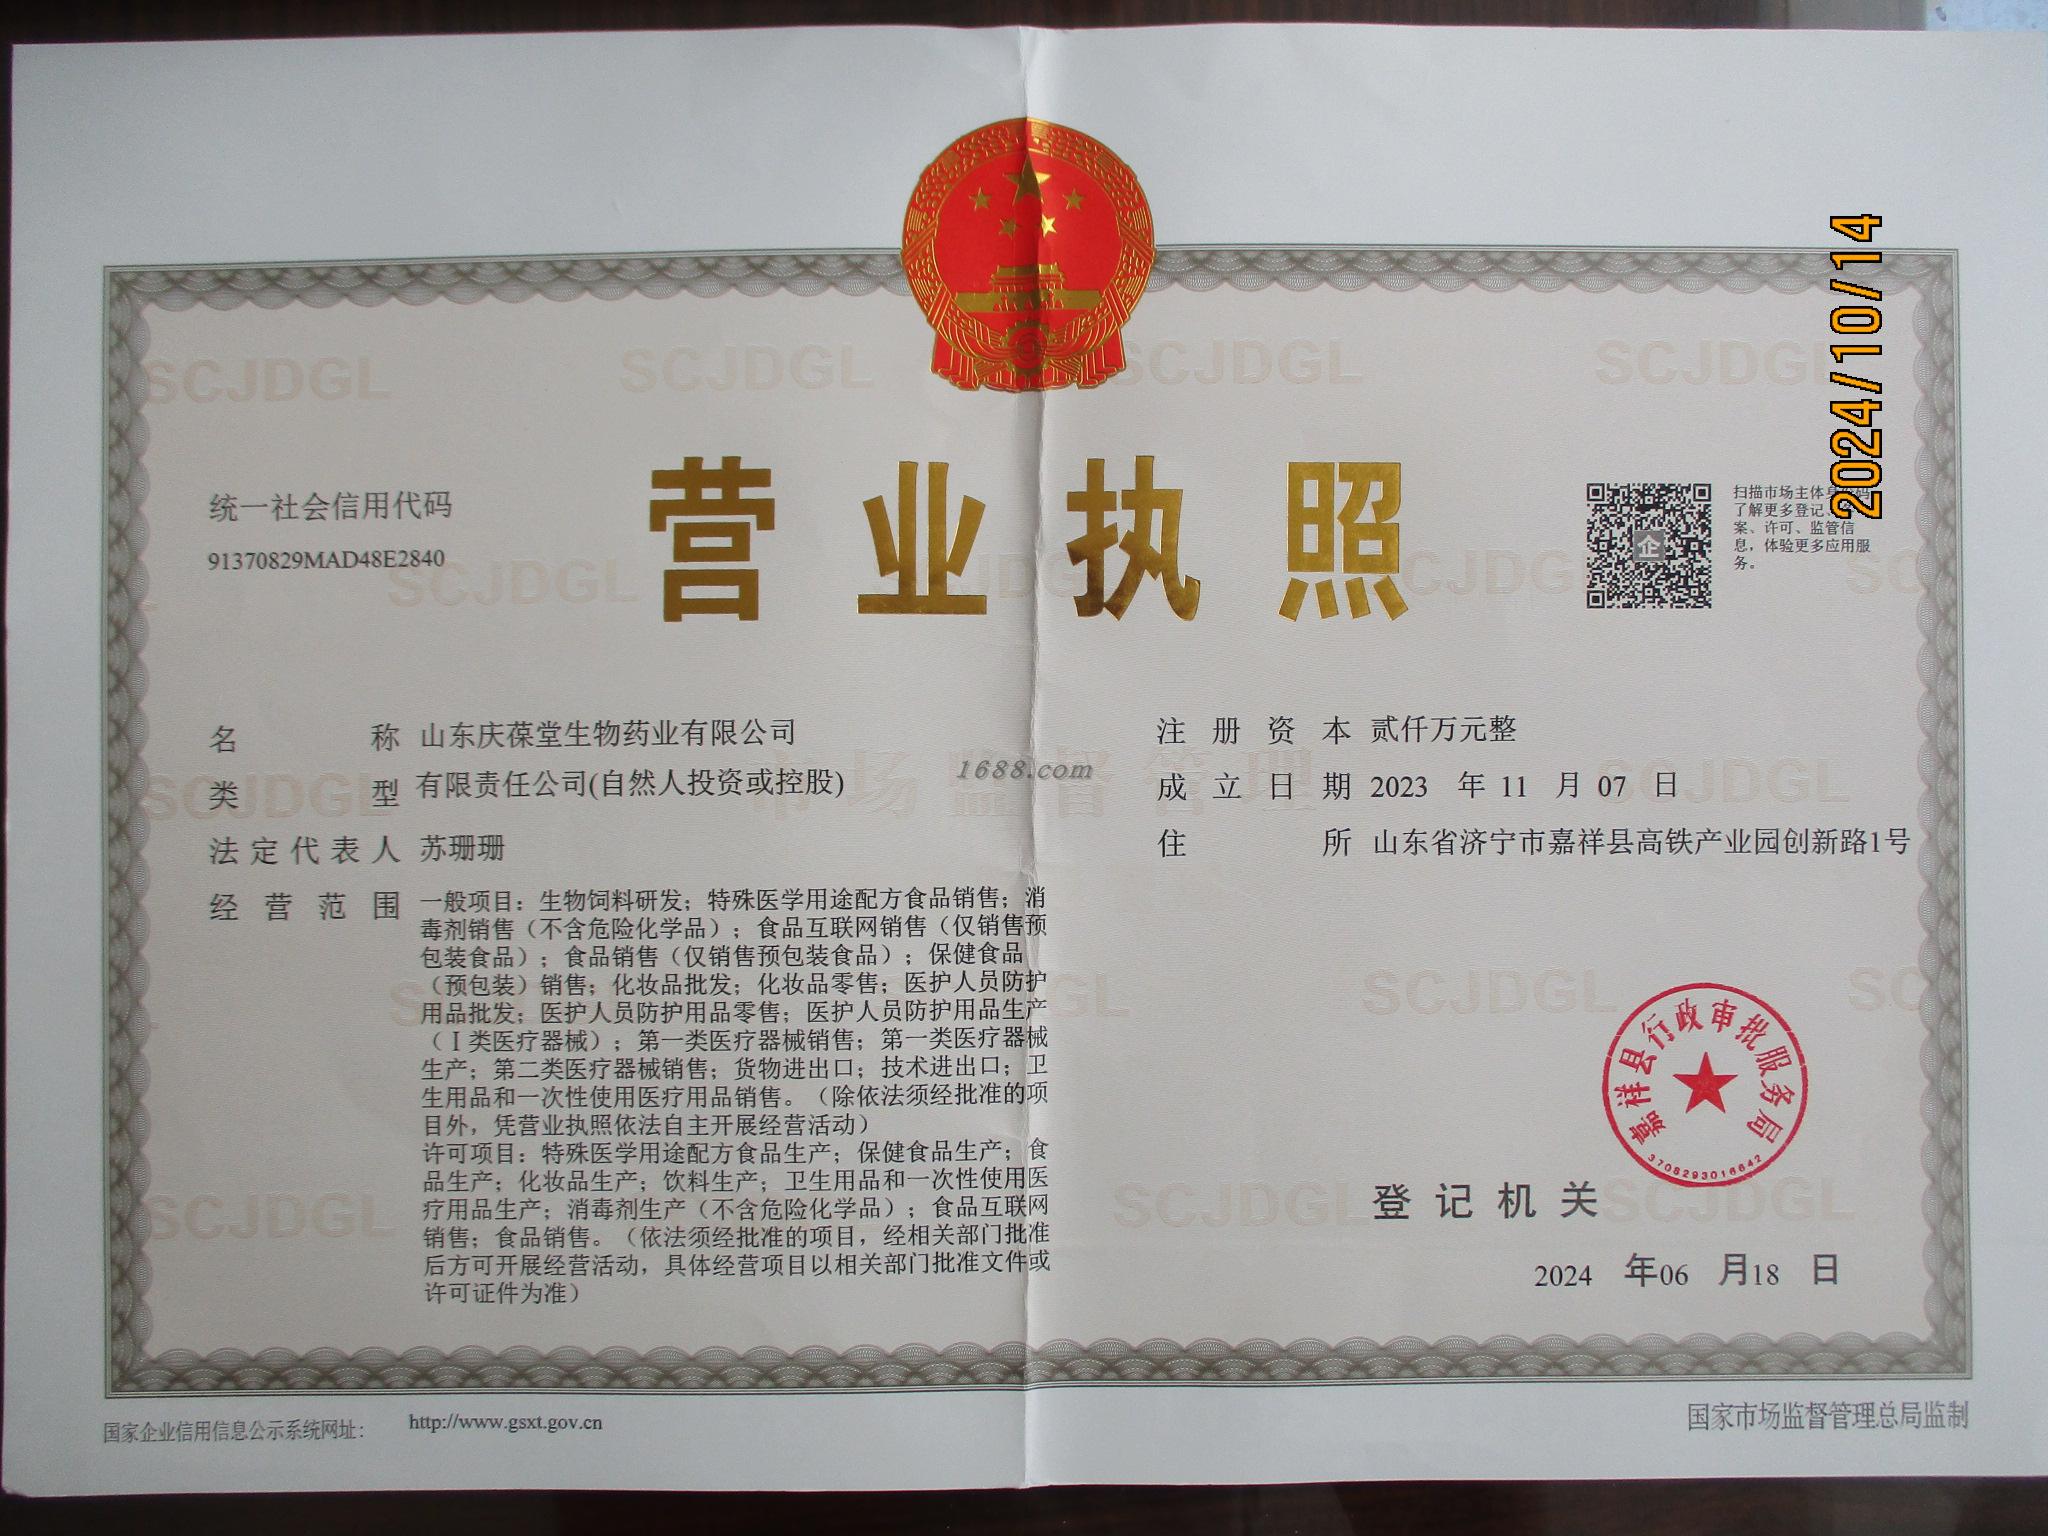 2024/10/14
营业执照
统一社会信用代码
91370829MAD48E2840
扫描市场主体身份码
了解更多登记、
案、许可、监管信
息，体验更多应用服
务。
名称 山东庆葆堂生物药业有限公司
类型 有限责任公司(自然人投资或控股)
法定代表人 苏珊珊
经营范围 一般项目：生物饲料研发；特殊医学用途配方食品销售；消
毒剂销售（不含危险化学品）；食品互联网销售（仅销售预
包装食品）；食品销售（仅销售预包装食品）；保健食品
（预包装）销售；化妆品批发；化妆品零售；医护人员防护
用品批发；医护人员防护用品零售；医护人员防护用品生产
（Ⅰ类医疗器械）；第一类医疗器械销售；第一类医疗器械
生产；第二类医疗器械销售；货物进出口；技术进出口；卫
生用品和一次性使用医疗用品销售。（除依法须经批准的项
目外，凭营业执照依法自主开展经营活动）
许可项目：特殊医学用途配方食品生产；保健食品生产；食
品生产；化妆品生产；饮料生产；卫生用品和一次性使用医
疗用品生产；消毒剂生产（不含危险化学品）；食品互联网
销售；食品销售。（依法须经批准的项目，经相关部门批准
后方可开展经营活动，具体经营项目以相关部门批准文件或
许可证件为准）
注册资本 贰仟万元整
成立日期 2023 年 11 月 07 日
住所 山东省济宁市嘉祥县高铁产业园创新路1号
1688.com
市场监督管理
SCJDGL
嘉祥县行政审批服务局
3708293016642
登记机关
2024 年06 月18 日
国家企业信用信息公示系统网址： http://www.gsxt.gov.cn
国家市场监督管理总局监制